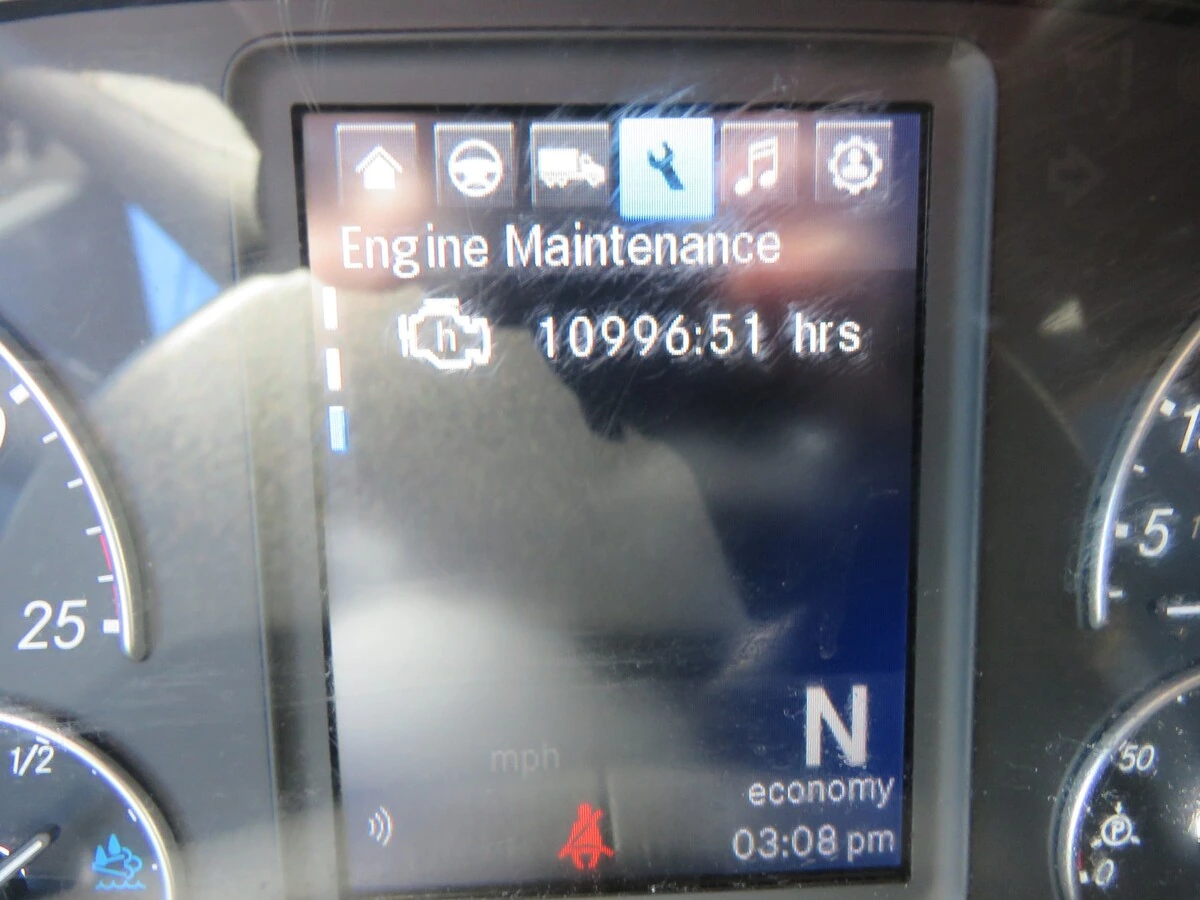 Engine Maintenance
h 10996:51 hrs
25
5
1/2
N
mph
economy
50
P
03:08 pm
0